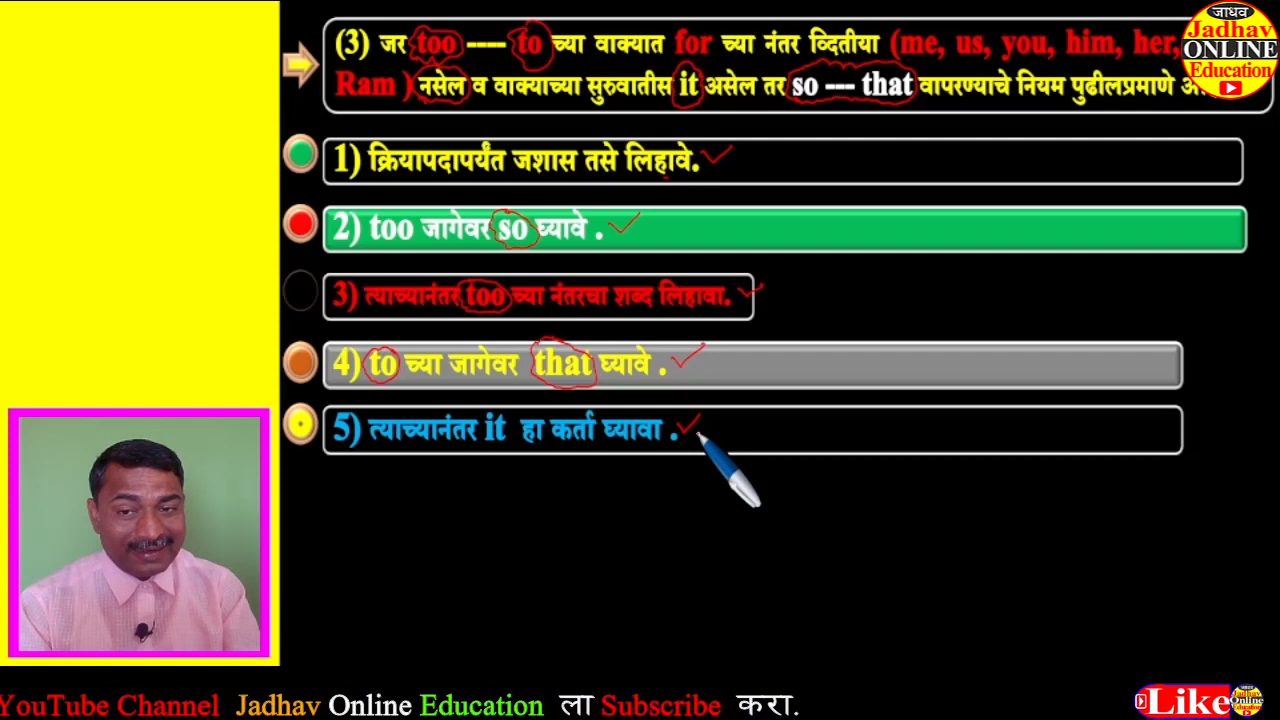 (3) जर too ---- to च्या वाक्यात for च्या नंतर व्दितीया (me, us, you, him, her,
Ram ) नसेल व वाक्याच्या सुरुवातीस it असेल तर so --- that वापरण्याचे नियम पुढीलप्रमाणे
जाधव
Jadhav
ONLINE
Education
1) क्रियापदापर्यंत जशास तसे लिहावे.
2) too जागेवर so घ्यावे .
3) त्याच्यानंतर too च्या नंतरचा शब्द लिहावा.
4) to च्या जागेवर that घ्यावे .
5) त्याच्यानंतर it हा कर्ता घ्यावा .
YouTube Channel Jadhav Online Education ला Subscribe करा.
Like